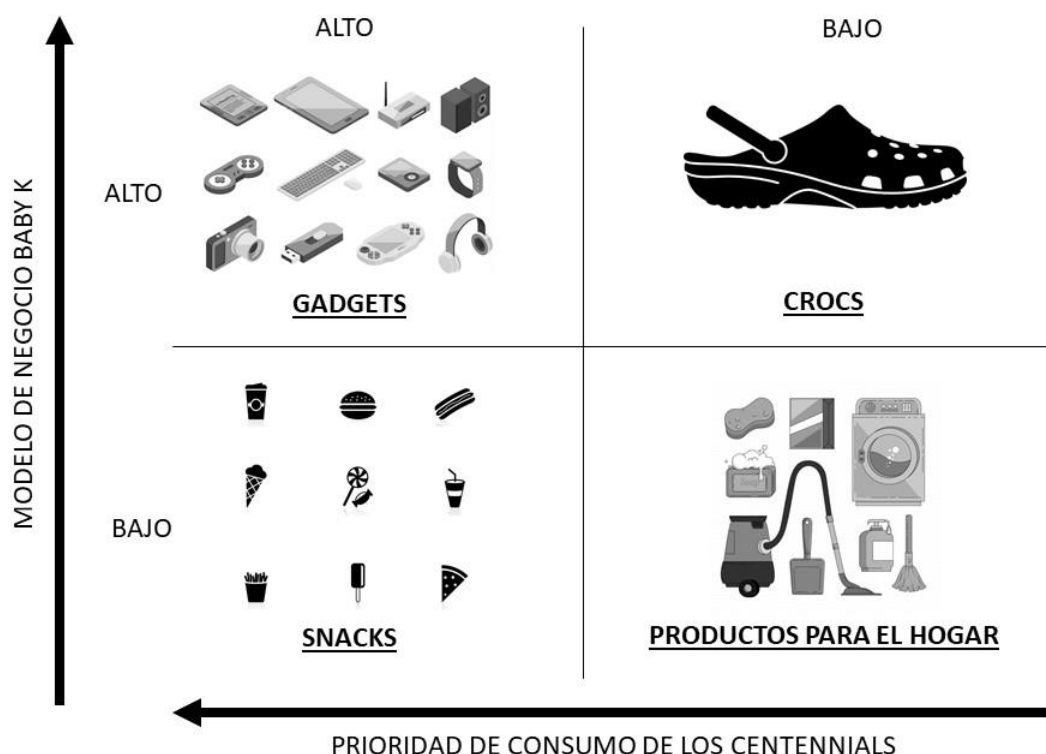 ALTO
BAJO
MODELO DE NEGOCIO BABY K
ALTO
GADGETS
CROCS
BAJO
SNACKS
PRODUCTOS PARA EL HOGAR
PRIORIDAD DE CONSUMO DE LOS CENTENNIALS